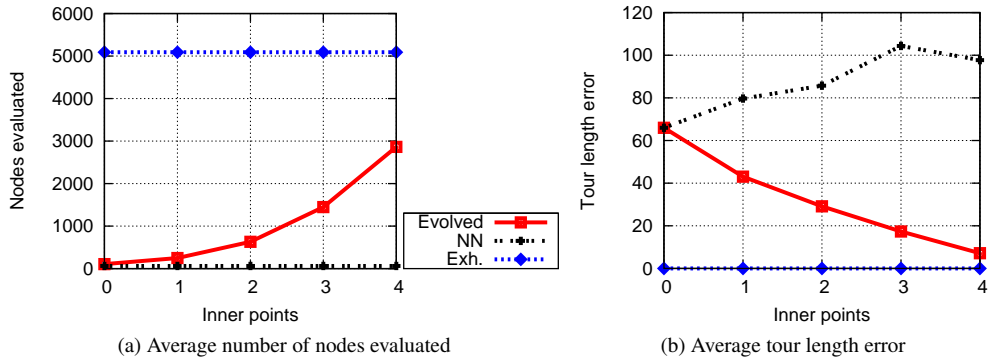 6000
5000
4000
3000
2000
1000
0
Nodes evaluated
0 1 2 3 4
Inner points
Evolved
NN
Exh.
(a) Average number of nodes evaluated
120
100
80
60
40
20
0
Tour length error
0 1 2 3 4
Inner points
(b) Average tour length error